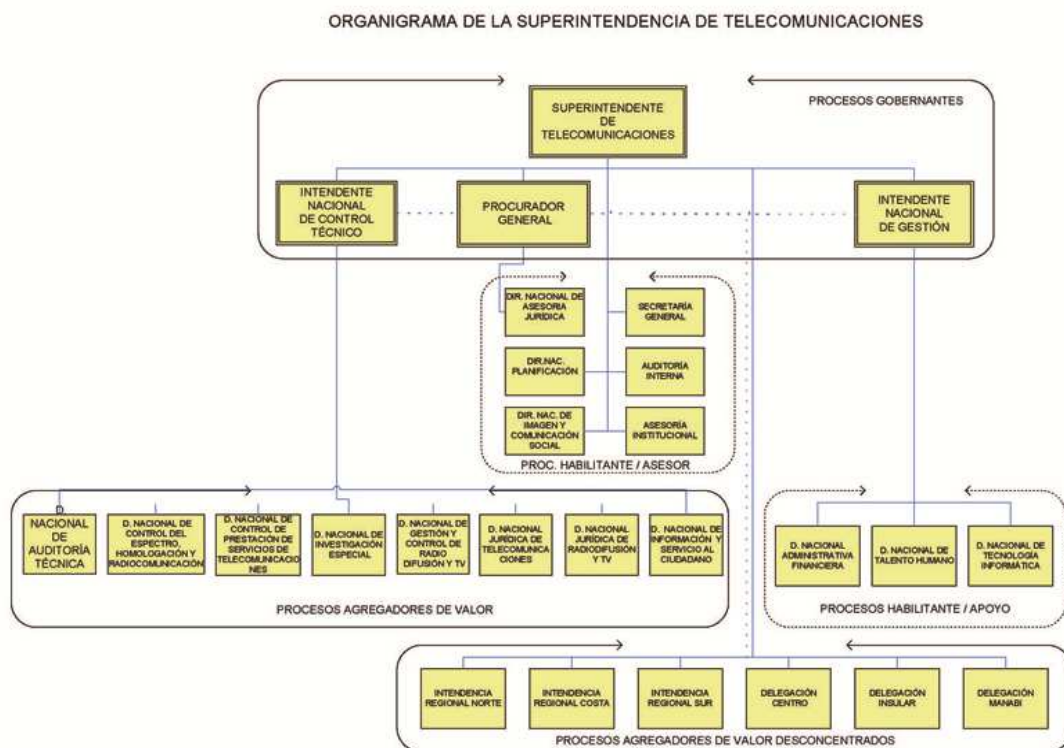 ORGANIGRAMA DE LA SUPERINTENDENCIA DE TELECOMUNICACIONES
PROCESOS GOBERNANTES
SUPERINTENDENTE
DE
TELECOMUNICACIONES
INTENDENTE
NACIONAL
DE CONTROL
TÉCNICO
PROCURADOR
GENERAL
INTENDENTE
NACIONAL
DE GESTIÓN
DIR. NACIONAL DE
ASESORIA
JURÍDICA
SECRETARÍA
GENERAL
DIR.NAC.
PLANIFICACIÓN
AUDITORÍA
INTERNA
DIR. NAC. DE
IMAGEN Y
COMUNICACIÓN
SOCIAL
ASESORÍA
INSTITUCIONAL
PROC. HABILITANTE / ASESOR
D
NACIONAL
DE
AUDITORÍA
TÉCNICA
D. NACIONAL DE
CONTROL DEL
ESPECTRO,
HOMOLOGACIÓN Y
RADIOCOMUNICACIÓN
D. NACIONAL DE
CONTROL DE
PRESTACIÓN DE
SERVICIOS DE
TELECOMUNICACIO
NES
D. NACIONAL DE
INVESTIGACIÓN
ESPECIAL
D. NACIONAL DE
GESTIÓN Y
CONTROL DE
RADIO
DIFUSIÓN Y TV
D. NACIONAL
JURÍDICA DE
TELECOMUNICA
CIONES
D. NACIONAL
JURÍDICA DE
RADIODIFUSIÓN
Y TV
D. NACIONAL DE
INFORMACIÓN Y
SERVICIO AL
CIUDADANO
PROCESOS AGREGADORES DE VALOR
D. NACIONAL
ADMINISTRATIVA
FINANCIERA
D. NACIONAL DE
TALENTO HUMANO
D. NACIONAL DE
TECNOLOGÍA
INFORMÁTICA
PROCESOS HABILITANTE / APOYO
INTENDENCIA
REGIONAL NORTE
INTENDENCIA
REGIONAL COSTA
INTENDENCIA
REGIONAL SUR
DELEGACIÓN
CENTRO
DELEGACIÓN
INSULAR
DELEGACIÓN
MANABI
PROCESOS AGREGADORES DE VALOR DESCONCENTRADOS